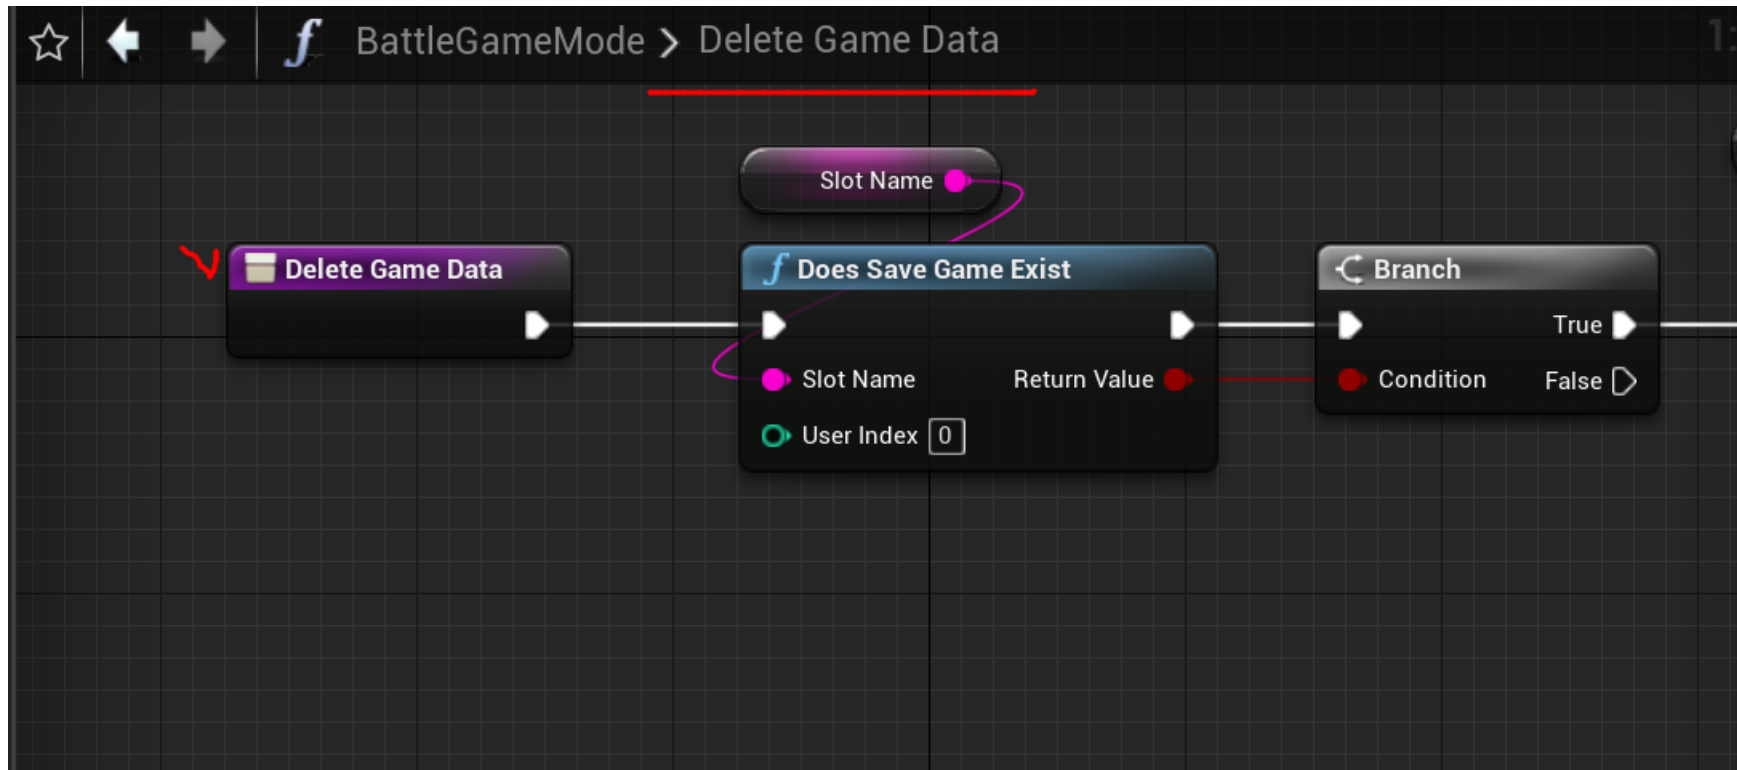 BattleGameMode > Delete Game Data
Slot Name
Delete Game Data
Does Save Game Exist
Branch
True
Slot Name
Return Value
Condition
False
User Index 0